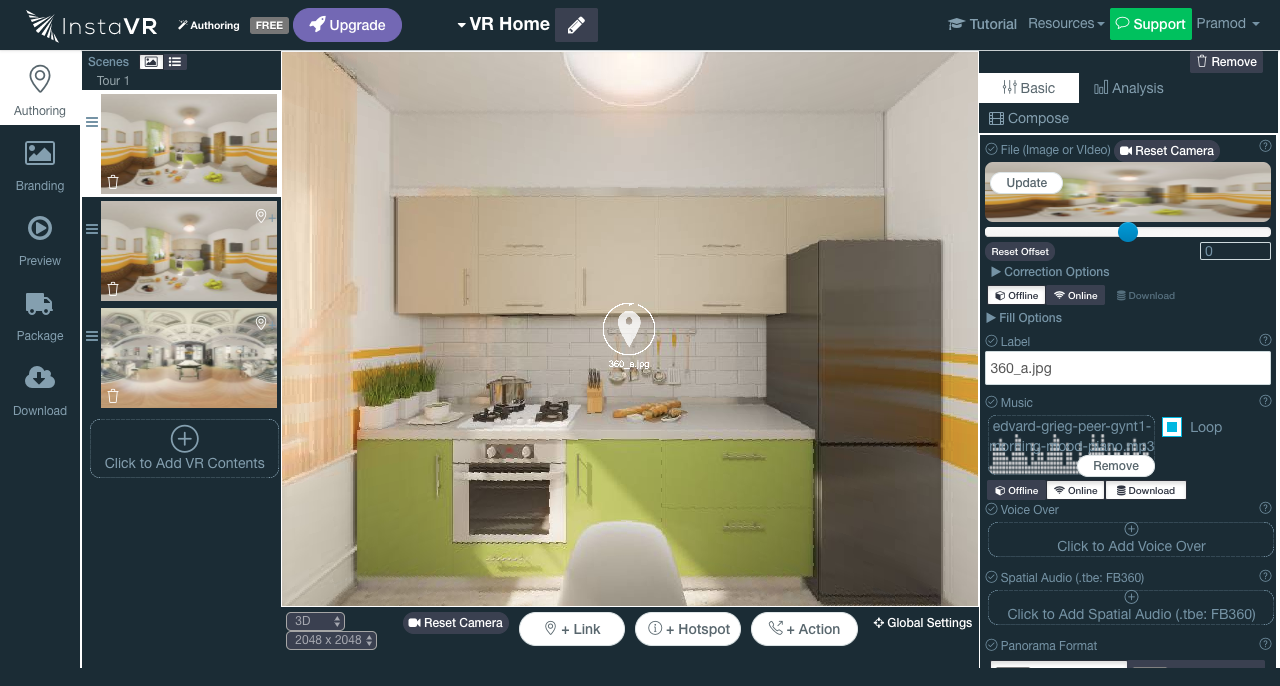 InstaVR
Authoring
FREE
Upgrade
VR Home
Tutorial
Resources
Support
Pramod
Authoring
Branding
Preview
Package
Download
Scenes
Tour 1
Click to Add VR Contents
360_a.jpg
3D
2048 x 2048
Reset Camera
+ Link
+ Hotspot
+ Action
Global Settings
Remove
Basic
Analysis
Compose
File (Image or VIdeo)
Reset Camera
Update
Reset Offset
0
Correction Options
Offline
Online
Download
Fill Options
Label
360_a.jpg
Music
edvard-grieg-peer-gynt1-
morning-mood-piano.mp3
Loop
Remove
Offline
Online
Download
Voice Over
Click to Add Voice Over
Spatial Audio (.tbe: FB360)
Click to Add Spatial Audio (.tbe: FB360)
Panorama Format